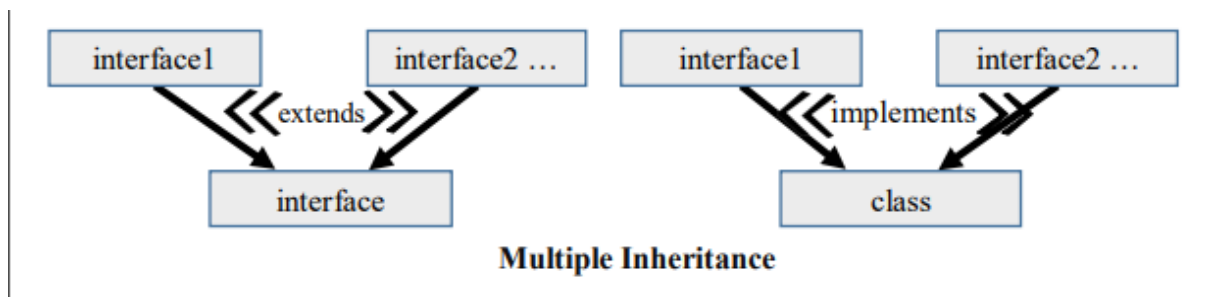 interface1 interface2 … interface1 interface2 …
extends implements
interface class
Multiple Inheritance